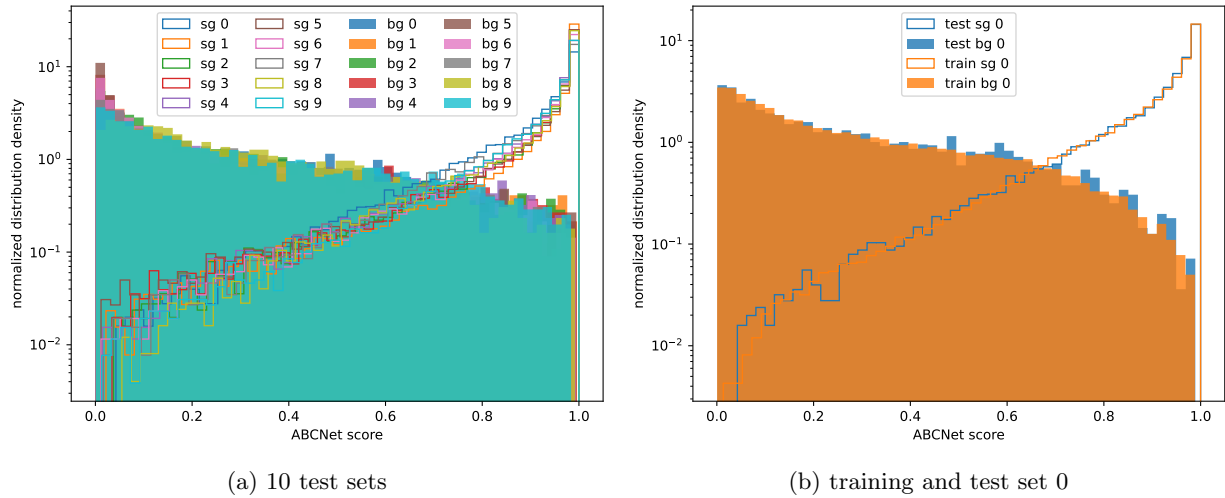 sg 0 sg 5 bg 0 bg 5
sg 1 sg 6 bg 1 bg 6
sg 2 sg 7 bg 2 bg 7
sg 3 sg 8 bg 3 bg 8
sg 4 sg 9 bg 4 bg 9
normalized distribution density
10¹
10⁰
10⁻¹
10⁻²
0.0 0.2 0.4 0.6 0.8 1.0
ABCNet score
(a) 10 test sets
test sg 0
test bg 0
train sg 0
train bg 0
normalized distribution density
10¹
10⁰
10⁻¹
10⁻²
0.0 0.2 0.4 0.6 0.8 1.0
ABCNet score
(b) training and test set 0